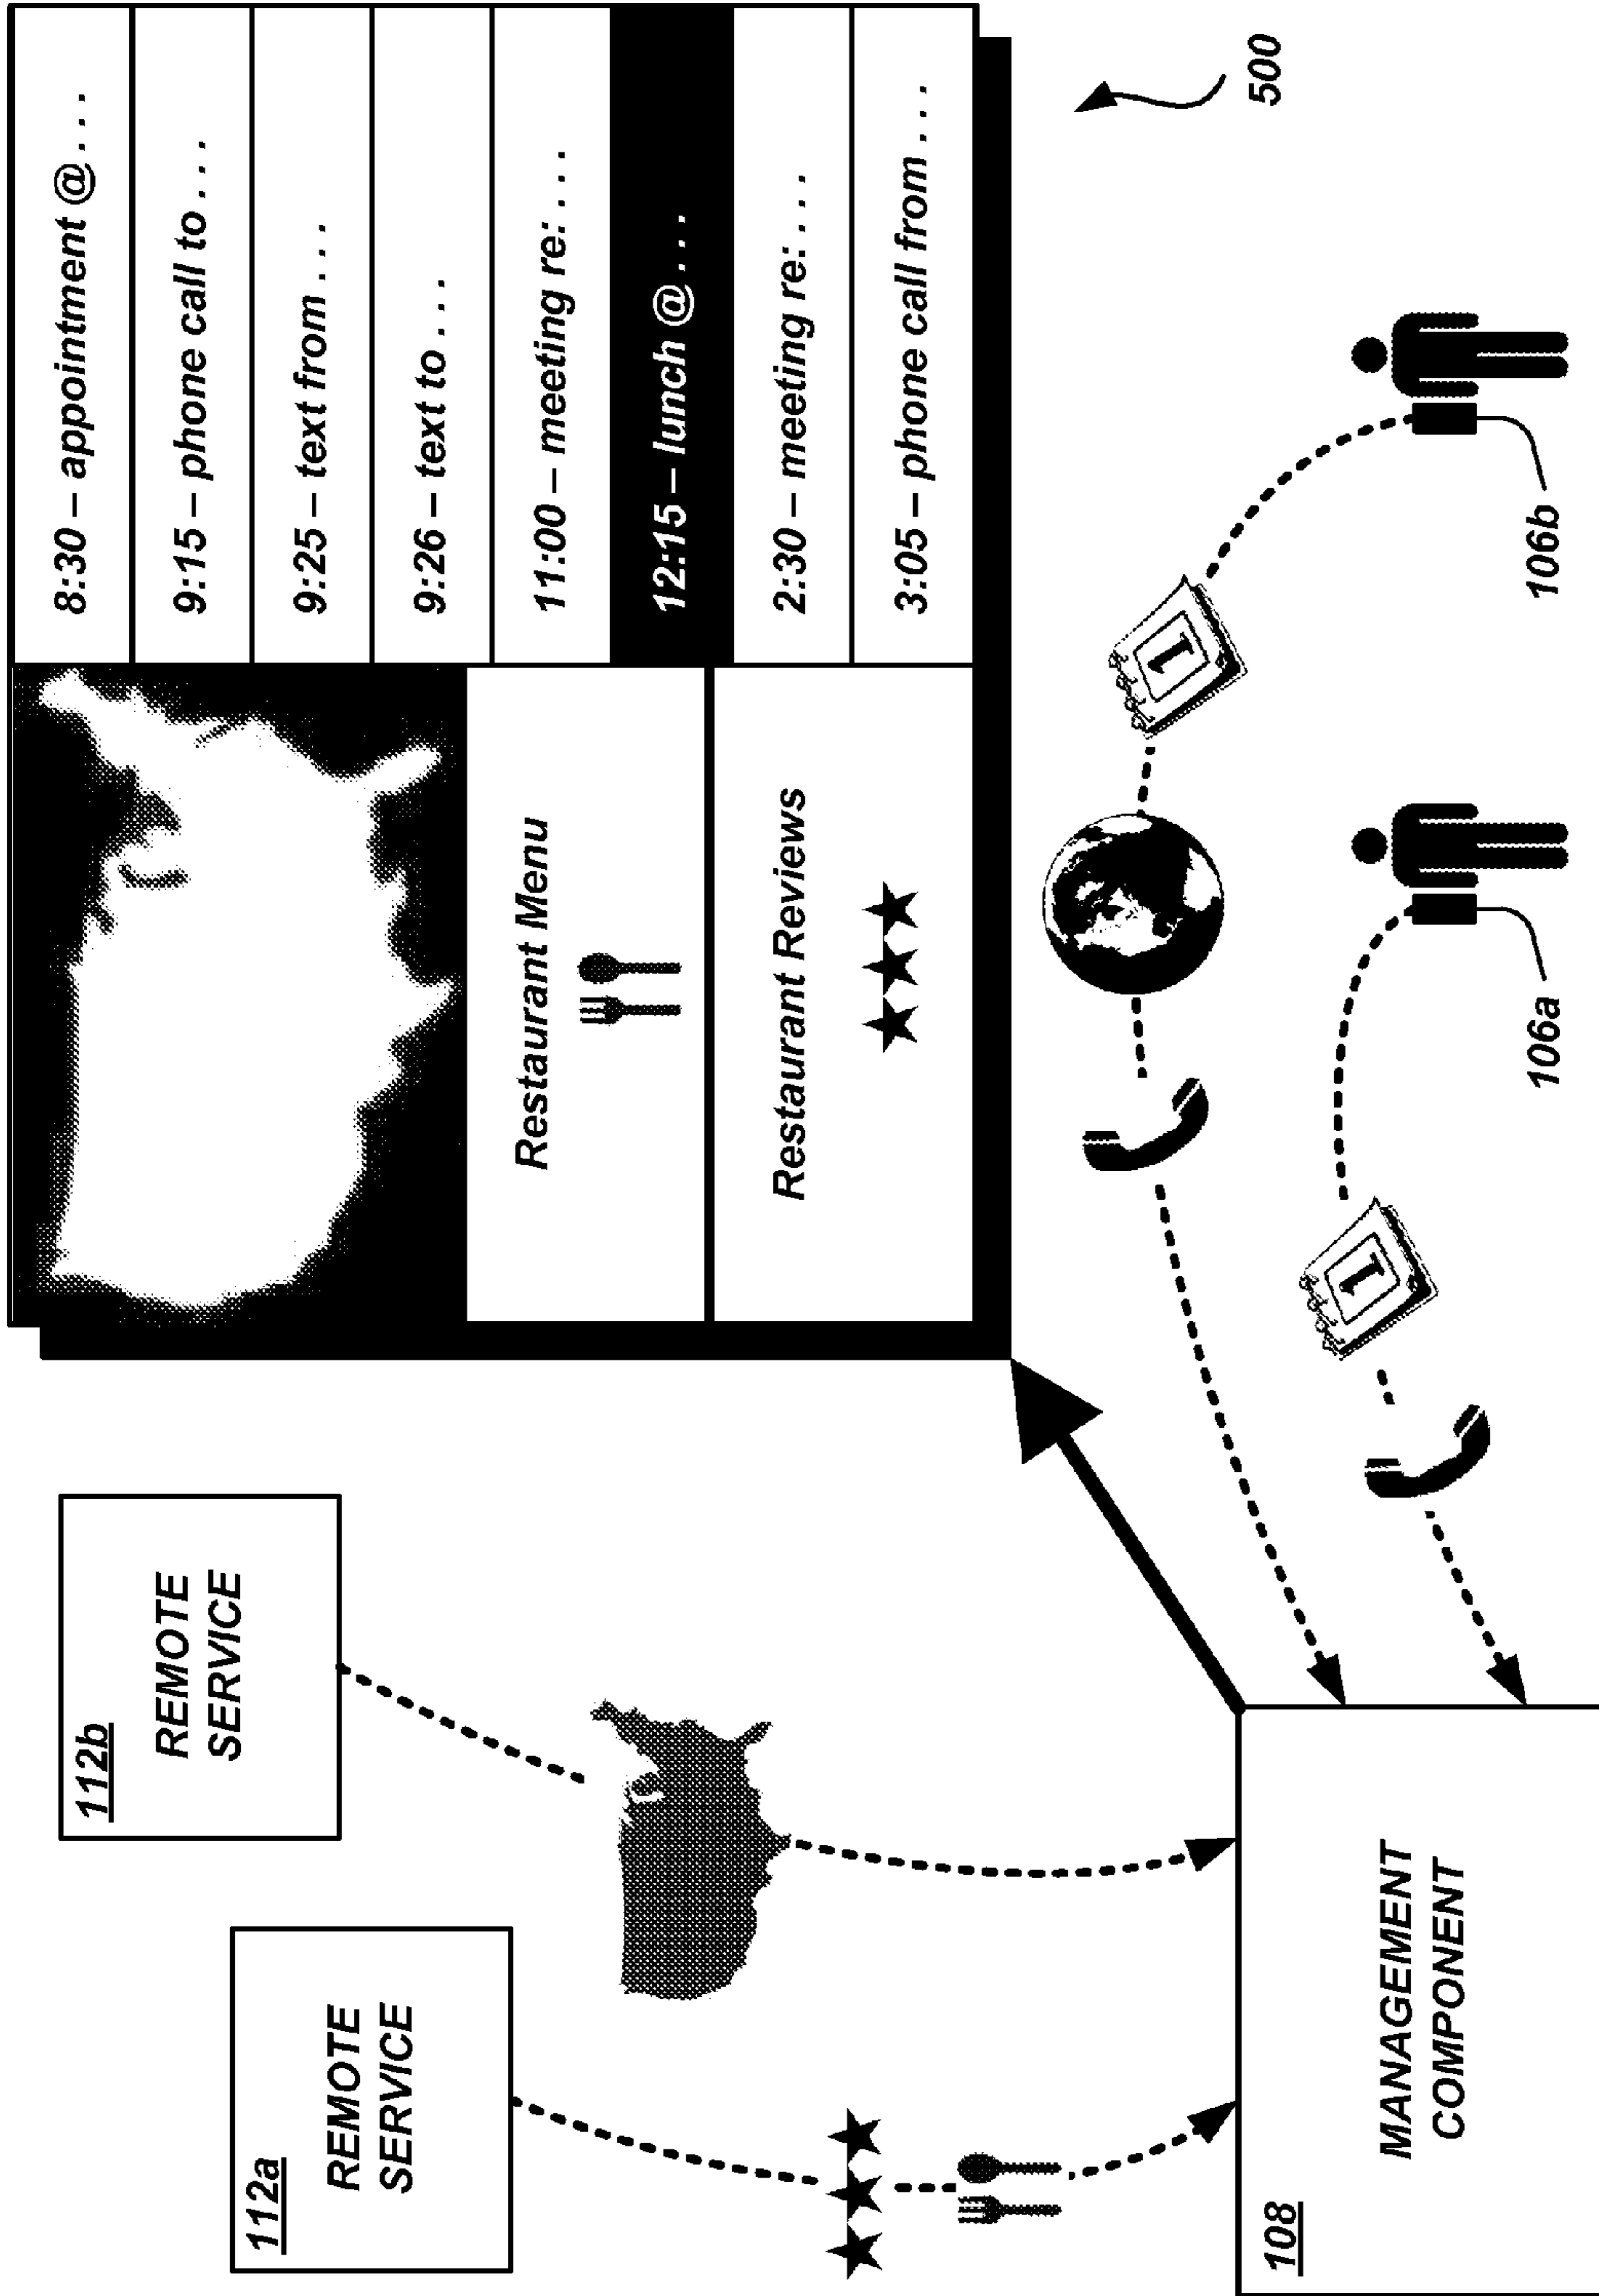 112a
REMOTE
SERVICE
112b
REMOTE
SERVICE
108
MANAGEMENT
COMPONENT
Restaurant Menu
Restaurant Reviews
8:30 – appointment @ . . .
9:15 – phone call to . . .
9:25 – text from . . .
9:26 – text to . . .
11:00 – meeting re: . . .
12:15 – lunch @ . . .
2:30 – meeting re: . . .
3:05 – phone call from . . .
1
1
106a
106b
500